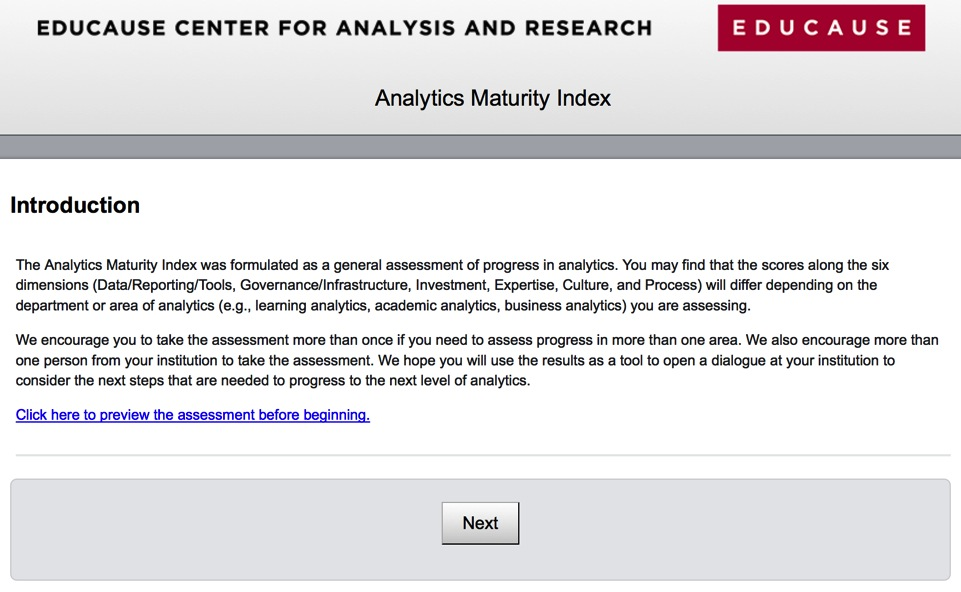 EDUCAUSE CENTER FOR ANALYSIS AND RESEARCH
EDUCAUSE
Analytics Maturity Index
Introduction
The Analytics Maturity Index was formulated as a general assessment of progress in analytics. You may find that the scores along the six
dimensions (Data/Reporting/Tools, Governance/Infrastructure, Investment, Expertise, Culture, and Process) will differ depending on the
department or area of analytics (e.g., learning analytics, academic analytics, business analytics) you are assessing.
We encourage you to take the assessment more than once if you need to assess progress in more than one area. We also encourage more than
one person from your institution to take the assessment. We hope you will use the results as a tool to open a dialogue at your institution to
consider the next steps that are needed to progress to the next level of analytics.
Click here to preview the assessment before beginning.
Next